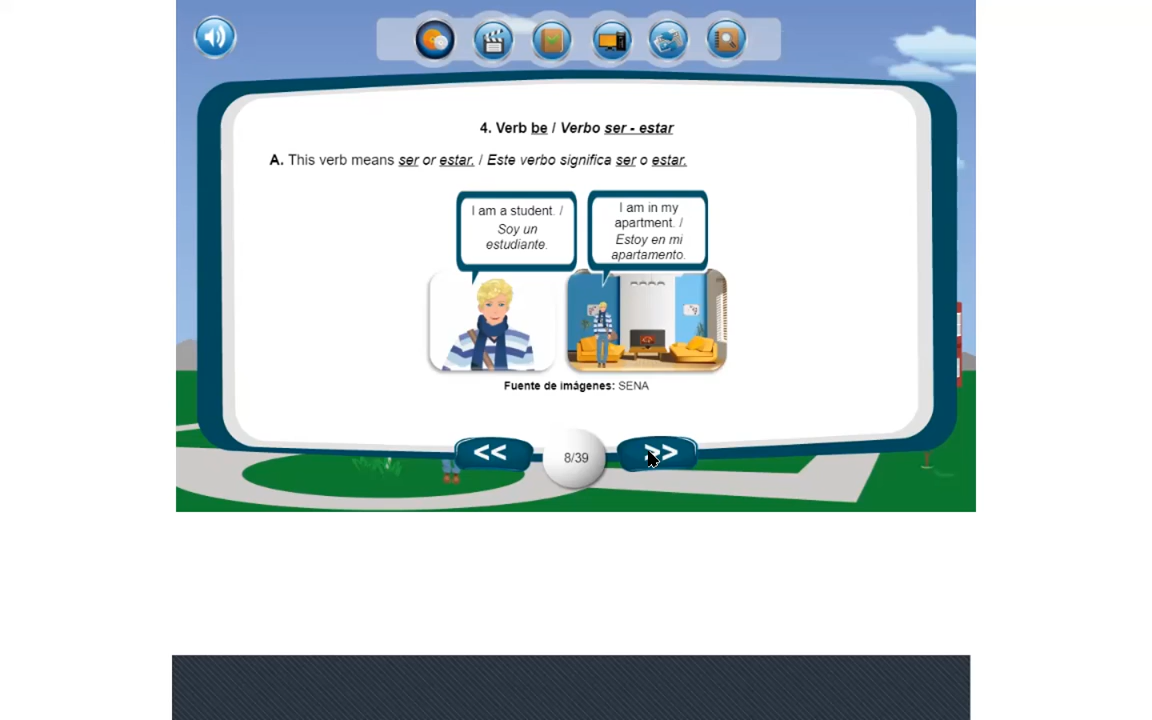 4. Verb be / Verbo ser - estar
A. This verb means ser or estar. / Este verbo significa ser o estar.
I am a student. /
Soy un
estudiante.
I am in my
apartment. /
Estoy en mi
apartamento.
Fuente de imágenes: SENA
<<
8/39
>>